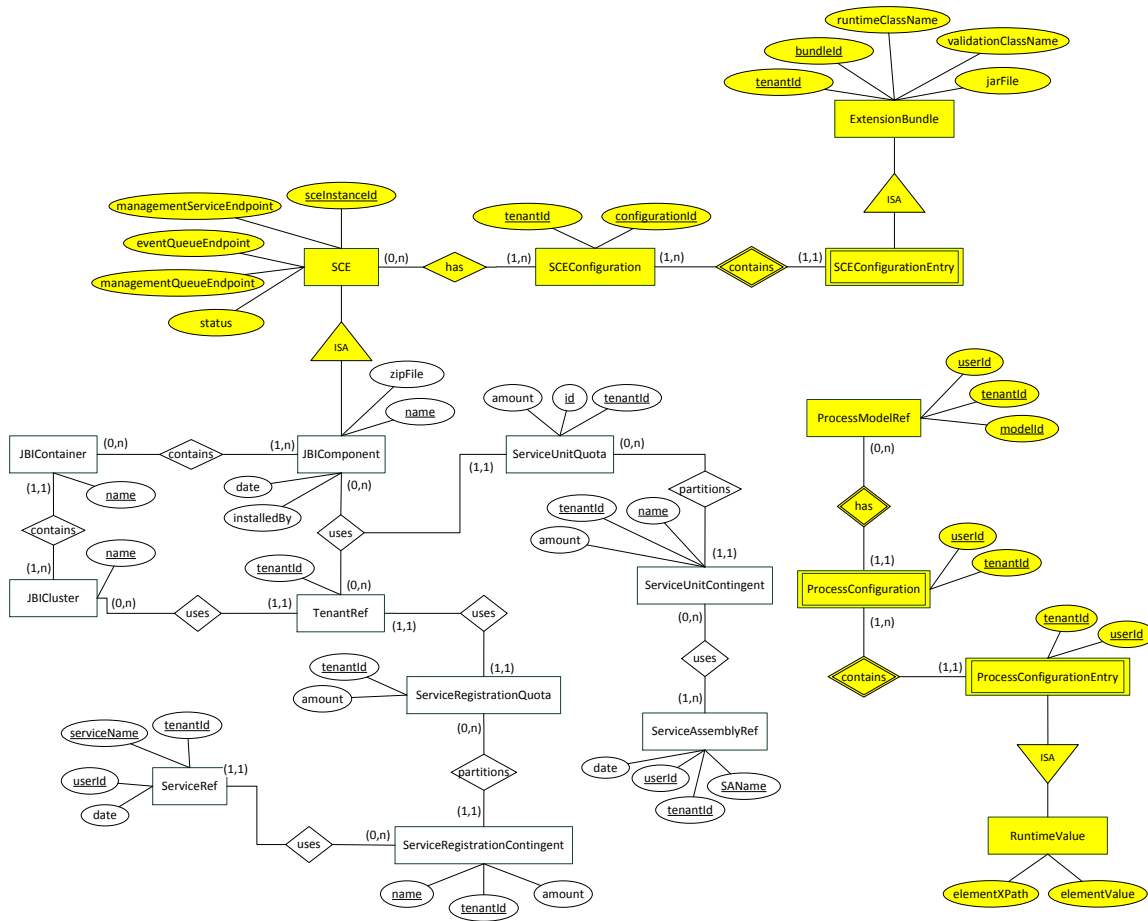 runtimeClassName
validationClassName
bundleId
tenantId
jarFile
ExtensionBundle
ISA
sceInstanceId
managementServiceEndpoint
eventQueueEndpoint
managementQueueEndpoint
status
SCE
(0,n)
has
(1,n)
tenantId
configurationId
SCEConfiguration
(1,n)
contains
(1,1)
SCEConfigurationEntry
ISA
zipFile
name
JBIContainer
(0,n)
contains
(1,n)
JBIComponent
(1,1)
name
date
(0,n)
installedBy
amount
id
tenantId
ServiceUnitQuota
(0,n)
(1,1)
partitions
userId
tenantId
modelId
ProcessModelRef
(0,n)
has
(1,1)
contains
name
(1,n)
JBICluster
(0,n)
uses
(1,1)
uses
tenantId
(0,n)
TenantRef
(1,1)
uses
(1,1)
tenantId
name
amount
(1,1)
ServiceUnitContingent
(0,n)
uses
(1,n)
ServiceAssemblyRef
date
userId
SAName
tenantId
userId
tenantId
ProcessConfiguration
(1,n)
contains
(1,1)
tenantId
userId
ProcessConfigurationEntry
ISA
RuntimeValue
elementXPath
elementValue
tenantId
amount
ServiceRegistrationQuota
(0,n)
partitions
(1,1)
serviceName
tenantId
userId
date
(1,1)
ServiceRef
uses
(0,n)
ServiceRegistrationContingent
name
tenantId
amount